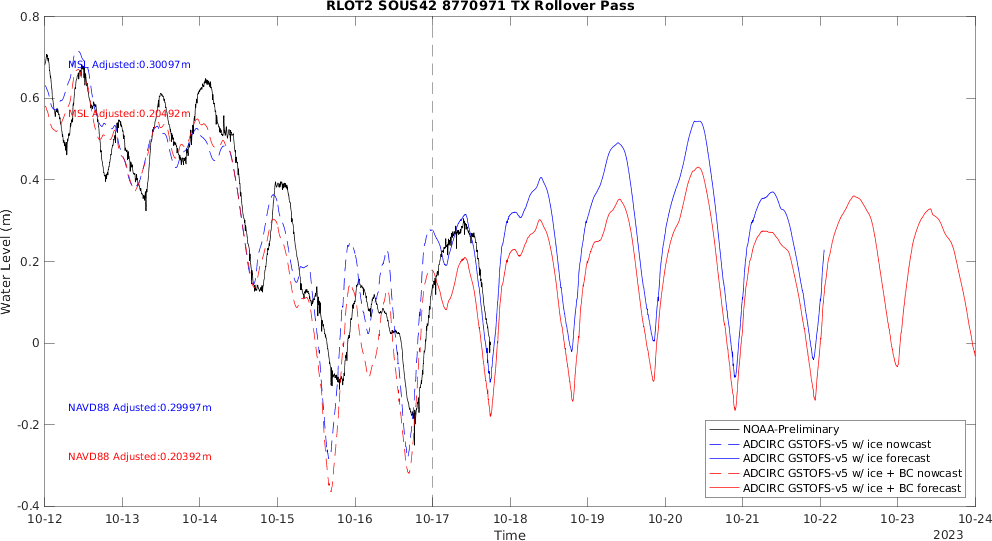 RLOT2 SOUS42 8770971 TX Rollover Pass
0.8
0.6
0.4
0.2
0
-0.2
-0.4
Water Level (m)
MSL Adjusted:0.30097m
MSL Adjusted:0.20492m
NAVD88 Adjusted:0.29997m
NAVD88 Adjusted:0.20392m
NOAA-Preliminary
ADCIRC GSTOFS-v5 w/ ice nowcast
ADCIRC GSTOFS-v5 w/ ice forecast
ADCIRC GSTOFS-v5 w/ ice + BC nowcast
ADCIRC GSTOFS-v5 w/ ice + BC forecast
10-12 10-13 10-14 10-15 10-16 10-17 10-18 10-19 10-20 10-21 10-22 10-23 10-24
Time
2023